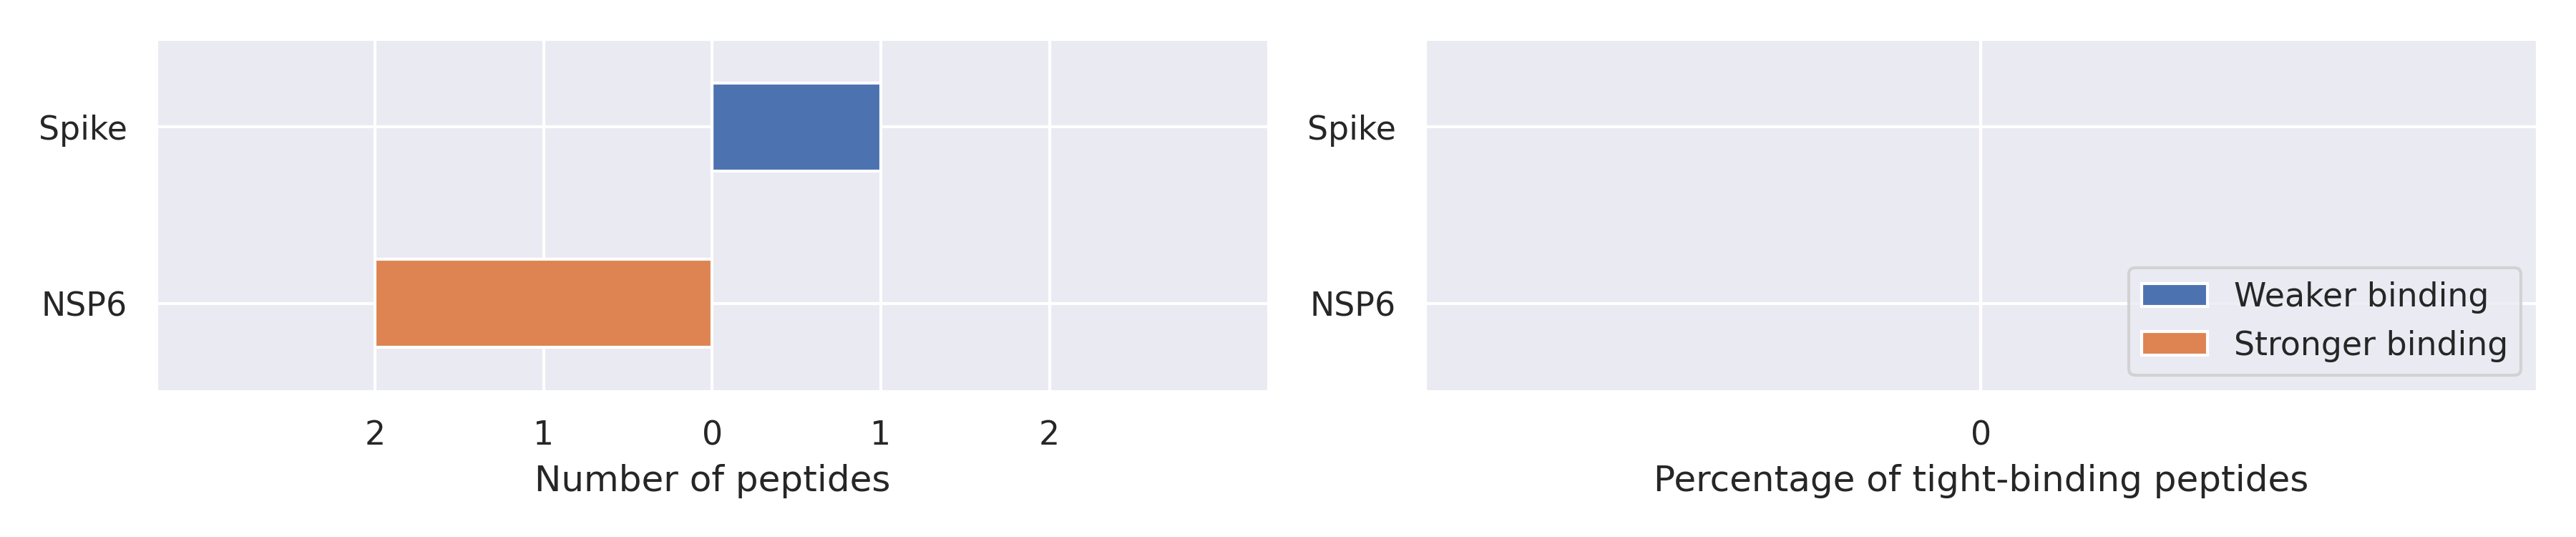 Spike
NSP6
2 1 0 1 2
Number of peptides
Spike
NSP6
0
Percentage of tight-binding peptides
Weaker binding
Stronger binding